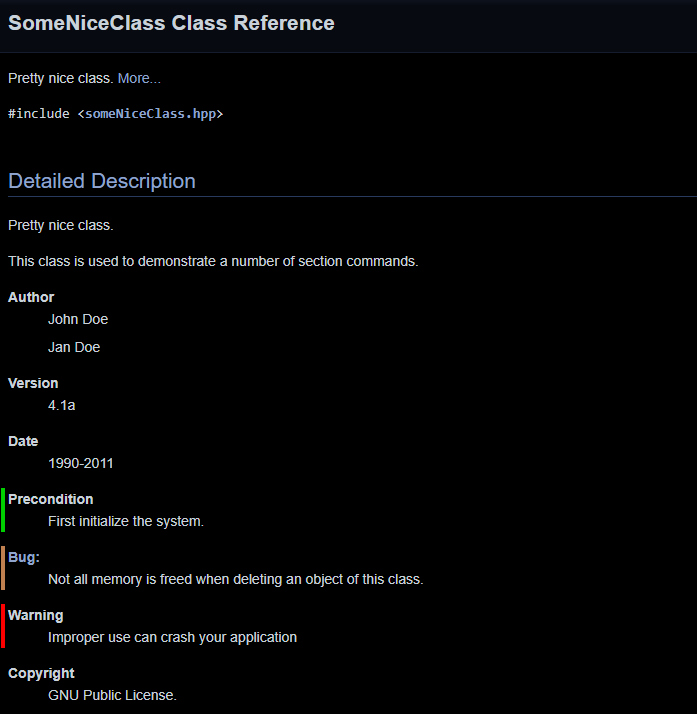 SomeNiceClass Class Reference
Pretty nice class. More...
#include <someNiceClass.hpp>
Detailed Description
Pretty nice class.
This class is used to demonstrate a number of section commands.
Author
John Doe
Jan Doe
Version
4.1a
Date
1990-2011
Precondition
First initialize the system.
Bug:
Not all memory is freed when deleting an object of this class.
Warning
Improper use can crash your application
Copyright
GNU Public License.